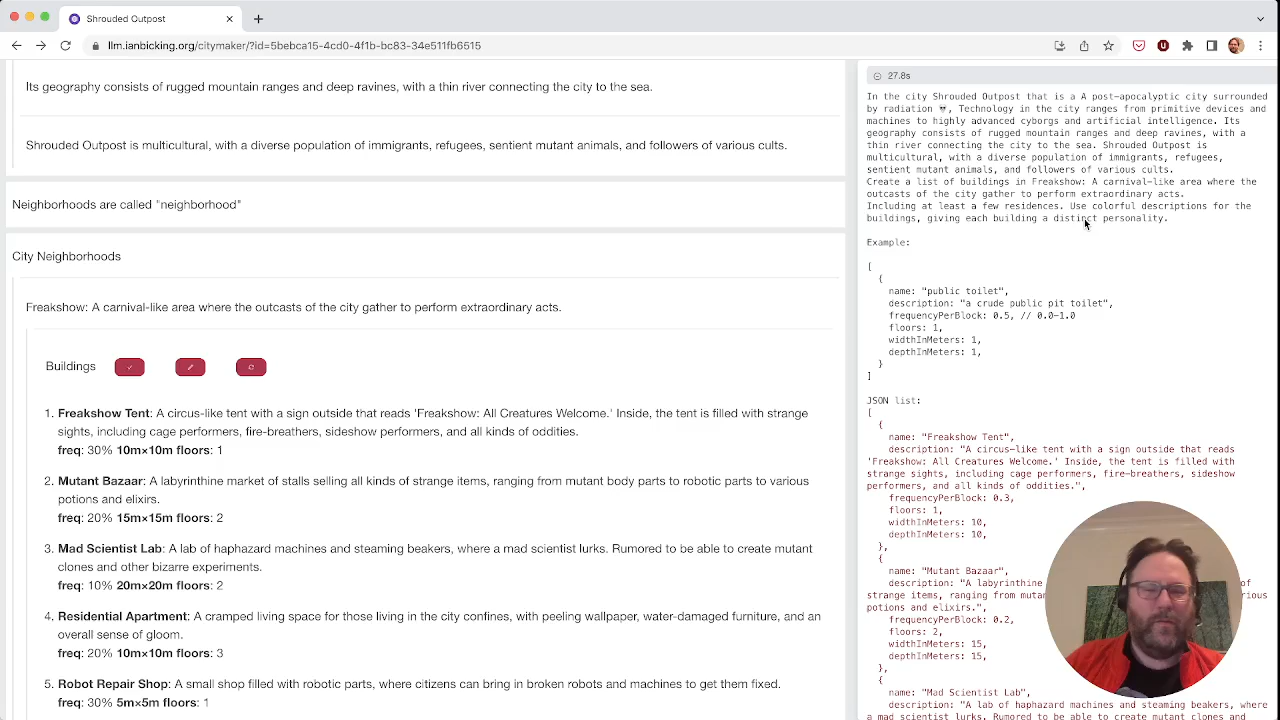 Shrouded Outpost
llm.ianbicking.org/citymaker/?id=5bebca15-4cd0-4f1b-bc83-34e511fb6515
Its geography consists of rugged mountain ranges and deep ravines, with a thin river connecting the city to the sea.
Shrouded Outpost is multicultural, with a diverse population of immigrants, refugees, sentient mutant animals, and followers of various cults.
Neighborhoods are called "neighborhood"
City Neighborhoods
Freakshow: A carnival-like area where the outcasts of the city gather to perform extraordinary acts.
Buildings
1. Freakshow Tent: A circus-like tent with a sign outside that reads 'Freakshow: All Creatures Welcome.' Inside, the tent is filled with strange
sights, including cage performers, fire-breathers, sideshow performers, and all kinds of oddities.
freq: 30% 10m×10m floors: 1
2. Mutant Bazaar: A labyrinthine market of stalls selling all kinds of strange items, ranging from mutant body parts to robotic parts to various
potions and elixirs.
freq: 20% 15m×15m floors: 2
3. Mad Scientist Lab: A lab of haphazard machines and steaming beakers, where a mad scientist lurks. Rumored to be able to create mutant
clones and other bizarre experiments.
freq: 10% 20m×20m floors: 2
4. Residential Apartment: A cramped living space for those living in the city confines, with peeling wallpaper, water-damaged furniture, and an
overall sense of gloom.
freq: 20% 10m×10m floors: 3
5. Robot Repair Shop: A small shop filled with robotic parts, where citizens can bring in broken robots and machines to get them fixed.
freq: 30% 5m×5m floors: 1
27.8s
In the city Shrouded Outpost that is a A post-apocalyptic city surrounded
by radiation ☠️, Technology in the city ranges from primitive devices and
machines to highly advanced cyborgs and artificial intelligence. Its
geography consists of rugged mountain ranges and deep ravines, with a
thin river connecting the city to the sea. Shrouded Outpost is
multicultural, with a diverse population of immigrants, refugees,
sentient mutant animals, and followers of various cults.
Create a list of buildings in Freakshow: A carnival-like area where the
outcasts of the city gather to perform extraordinary acts.
Including at least a few residences. Use colorful descriptions for the
buildings, giving each building a distinct personality.
Example:
[
{
name: "public toilet",
description: "a crude public pit toilet",
frequencyPerBlock: 0.5, // 0.0-1.0
floors: 1,
widthInMeters: 1,
depthInMeters: 1,
}
]
JSON list:
[
{
name: "Freakshow Tent",
description: "A circus-like tent with a sign outside that reads
'Freakshow: All Creatures Welcome.' Inside, the tent is filled with
strange sights, including cage performers, fire-breathers, sideshow
performers, and all kinds of oddities.",
frequencyPerBlock: 0.3,
floors: 1,
widthInMeters: 10,
depthInMeters: 10,
},
{
name: "Mutant Bazaar",
description: "A labyrinthine of
strange items, ranging from
potions and elixirs.",
frequencyPerBlock: 0.2,
floors: 2,
widthInMeters: 15,
depthInMeters: 15,
},
{
name: "Mad Scientist Lab",
description: "A lab of haphazard where
a mad scientist lurks. Rumored to be able to create mutant clones and